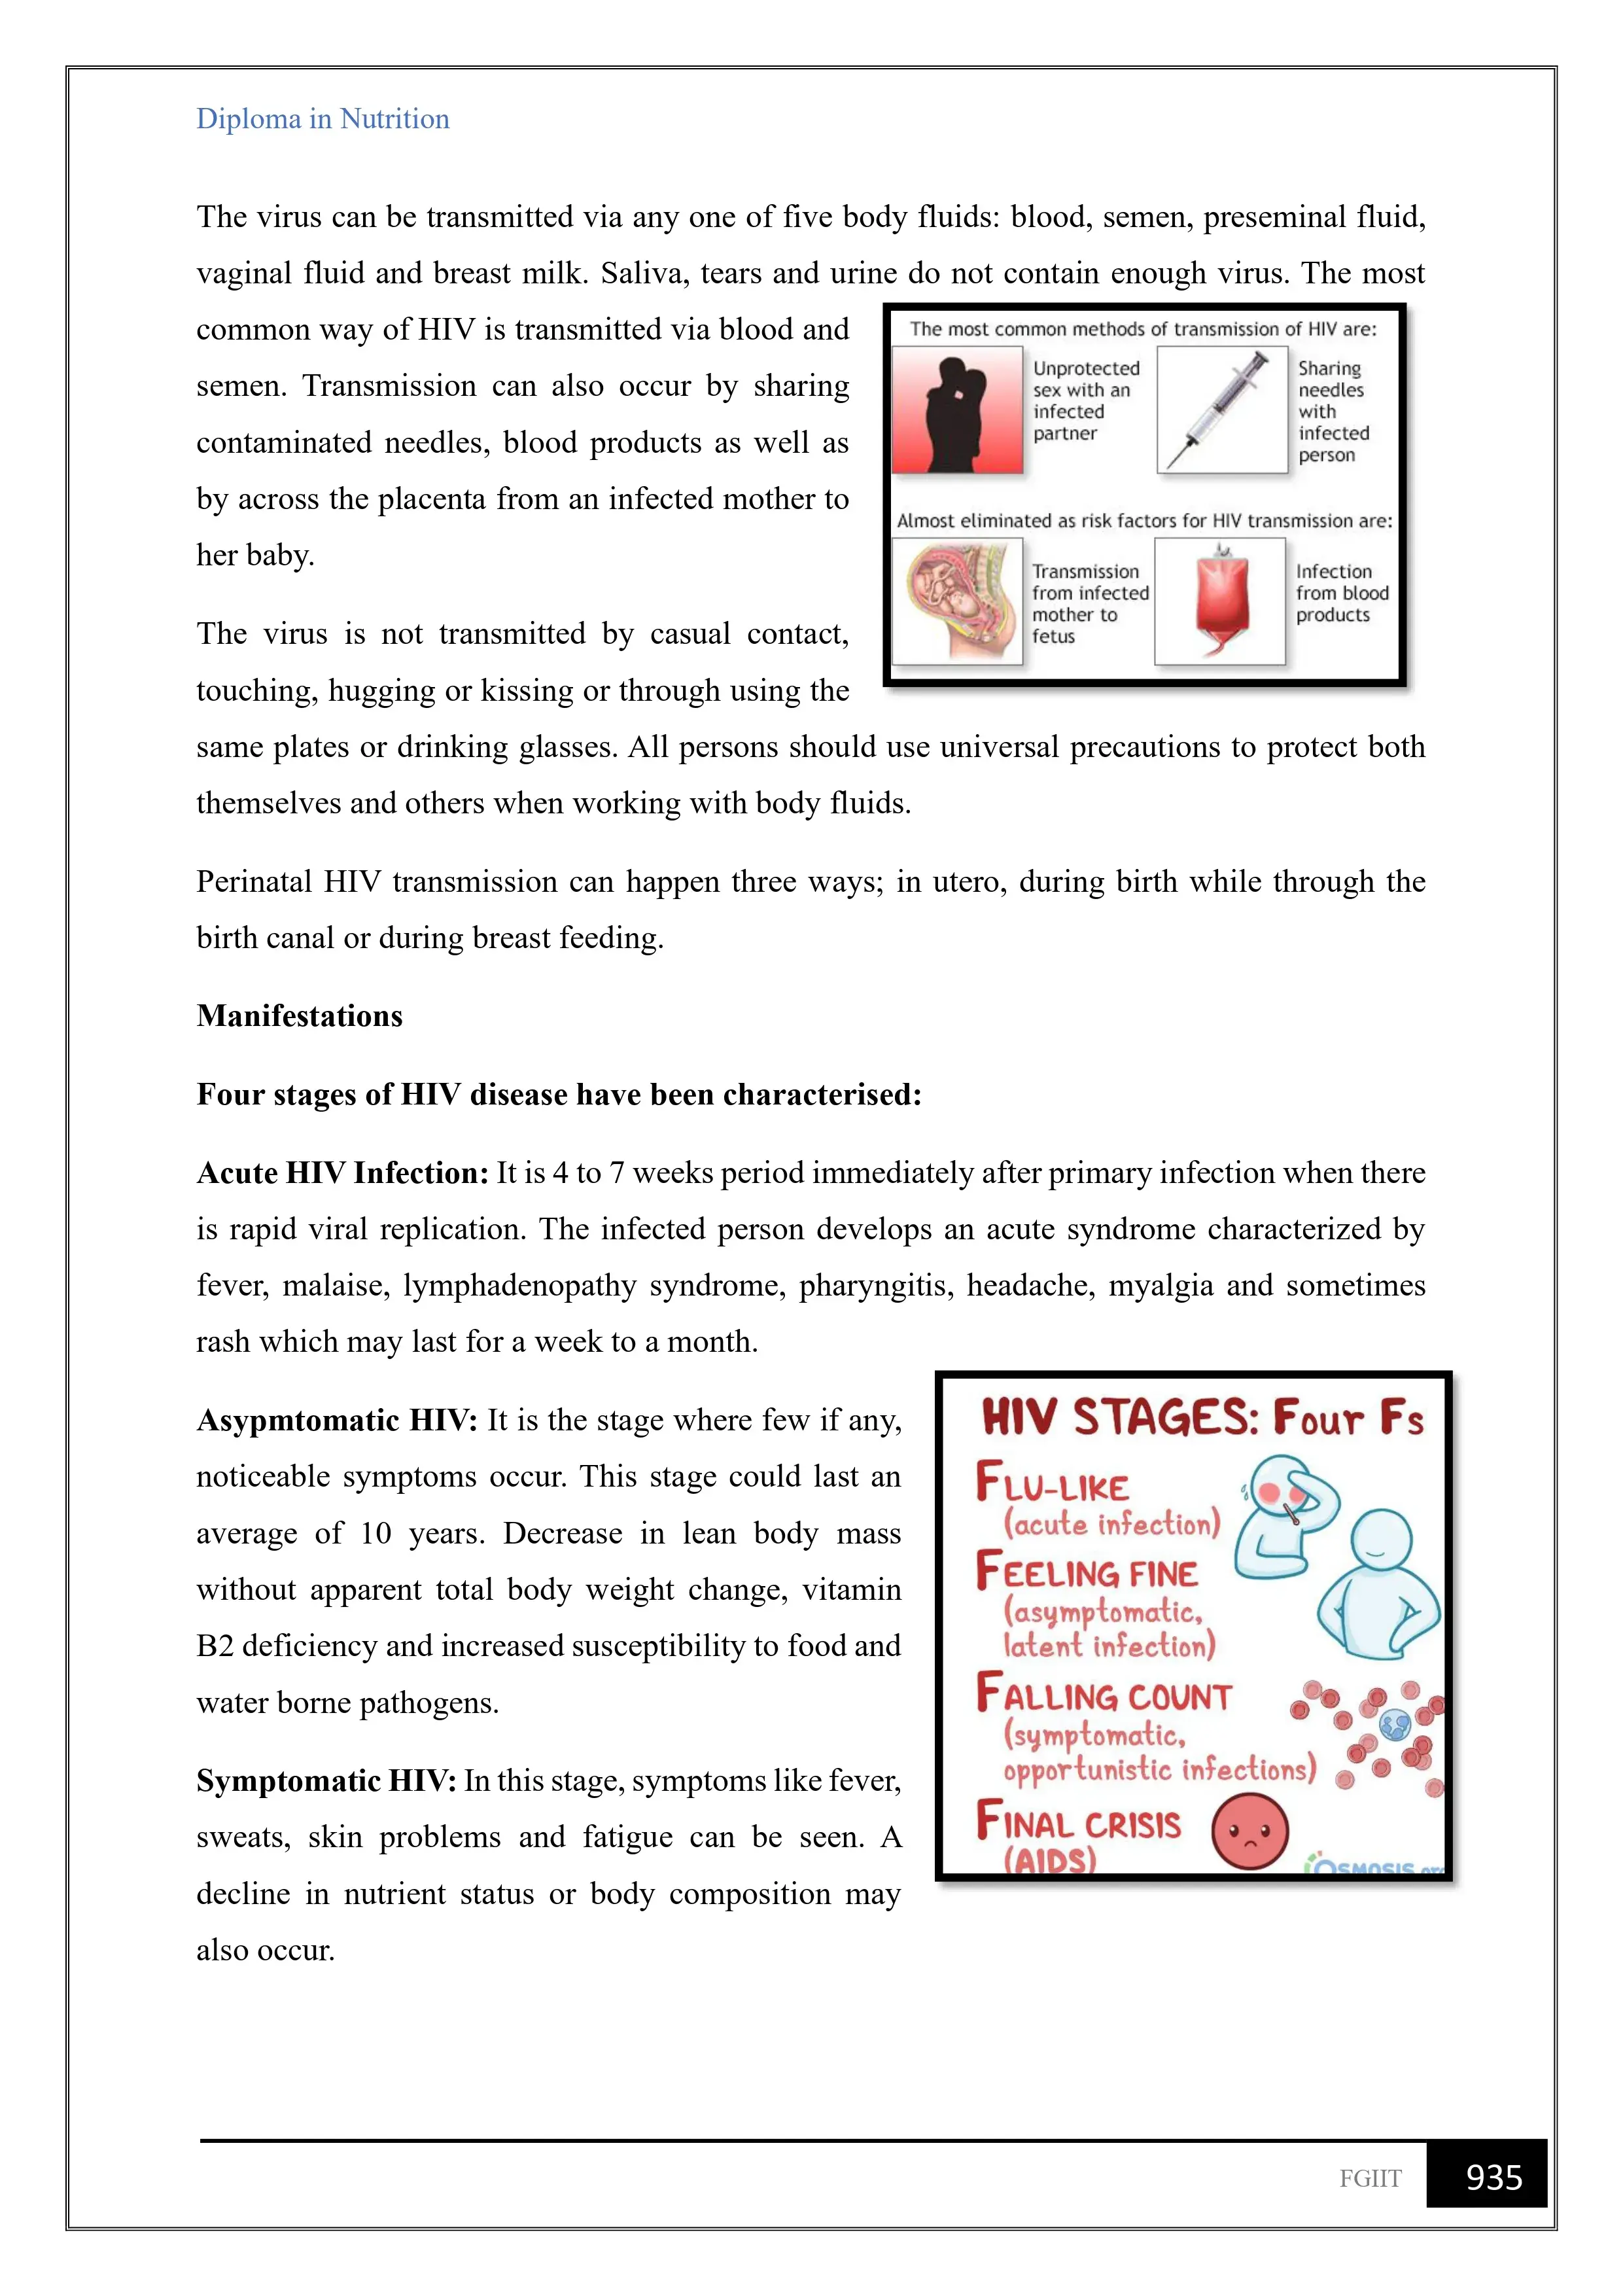 Diploma in Nutrition
The virus can be transmitted via any one of five body fluids: blood, semen, preseminal fluid,
vaginal fluid and breast milk. Saliva, tears and urine do not contain enough virus. The most
common way of HIV is transmitted via blood and
semen. Transmission can also occur by sharing
contaminated needles, blood products as well as
by across the placenta from an infected mother to
her baby.
The most common methods of transmission of HIV are:
Unprotected
sex with an
infected
partner
Sharing
needles
with
infected
person
Almost eliminated as risk factors for HIV transmission are:
Transmission
from infected
mother to
fetus
Infection
from blood
products
The virus is not transmitted by casual contact,
touching, hugging or kissing or through using the
same plates or drinking glasses. All persons should use universal precautions to protect both
themselves and others when working with body fluids.
Perinatal HIV transmission can happen three ways; in utero, during birth while through the
birth canal or during breast feeding.
Manifestations
Four stages of HIV disease have been characterised:
Acute HIV Infection: It is 4 to 7 weeks period immediately after primary infection when there
is rapid viral replication. The infected person develops an acute syndrome characterized by
fever, malaise, lymphadenopathy syndrome, pharyngitis, headache, myalgia and sometimes
rash which may last for a week to a month.
Asypmtomatic HIV: It is the stage where few if any,
noticeable symptoms occur. This stage could last an
average of 10 years. Decrease in lean body mass
without apparent total body weight change, vitamin
B2 deficiency and increased susceptibility to food and
water borne pathogens.
Symptomatic HIV: In this stage, symptoms like fever,
sweats, skin problems and fatigue can be seen. A
decline in nutrient status or body composition may
also occur.
HIV STAGES: Four Fs
FLU-LIKE
(acute infection)
FEELING FINE
(asymptomatic,
latent infection)
FALLING COUNT
(symptomatic,
opportunistic infections)
FINAL CRISIS
(AIDS)
OSMOSIS.org
FGIIT
935